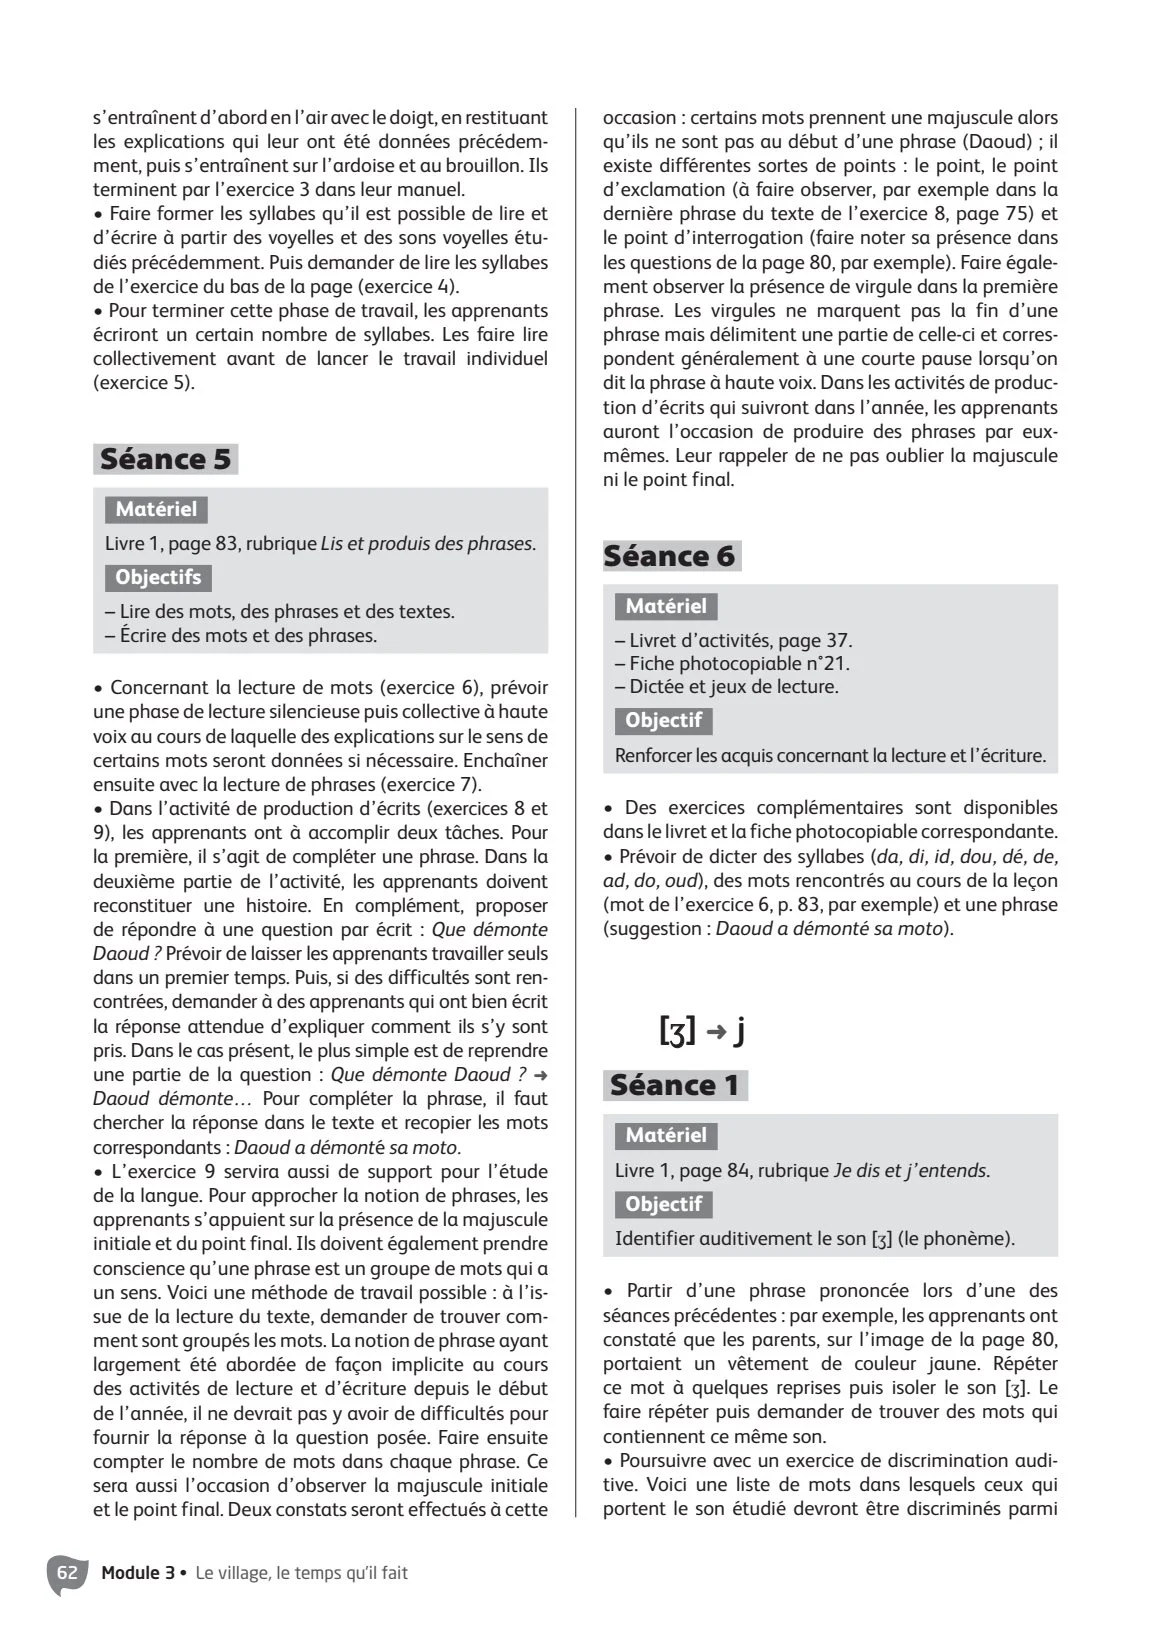 s'entraînent d'abord en l'air avec le doigt, en restituant
les explications qui leur ont été données précédem-
ment, puis s'entraînent sur l'ardoise et au brouillon. Ils
terminent par l'exercice 3 dans leur manuel.
• Faire former les syllabes qu'il est possible de lire et
d'écrire à partir des voyelles et des sons voyelles étu-
diés précédemment. Puis demander de lire les syllabes
de l'exercice du bas de la page (exercice 4).
• Pour terminer cette phase de travail, les apprenants
écriront un certain nombre de syllabes. Les faire lire
collectivement avant de lancer le travail individuel
(exercice 5).
Séance 5
Matériel
Livre 1, page 83, rubrique Lis et produis des phrases.
Objectifs
– Lire des mots, des phrases et des textes.
– Écrire des mots et des phrases.
• Concernant la lecture de mots (exercice 6), prévoir
une phase de lecture silencieuse puis collective à haute
voix au cours de laquelle des explications sur le sens de
certains mots seront données si nécessaire. Enchaîner
ensuite avec la lecture de phrases (exercice 7).
• Dans l'activité de production d'écrits (exercices 8 et
9), les apprenants ont à accomplir deux tâches. Pour
la première, il s'agit de compléter une phrase. Dans la
deuxième partie de l'activité, les apprenants doivent
reconstituer une histoire. En complément, proposer
de répondre à une question par écrit : Que démonte
Daoud ? Prévoir de laisser les apprenants travailler seuls
dans un premier temps. Puis, si des difficultés sont ren-
contrées, demander à des apprenants qui ont bien écrit
la réponse attendue d'expliquer comment ils s'y sont
pris. Dans le cas présent, le plus simple est de reprendre
une partie de la question : Que démonte Daoud ? ➜
Daoud démonte… Pour compléter la phrase, il faut
chercher la réponse dans le texte et recopier les mots
correspondants : Daoud a démonté sa moto.
• L'exercice 9 servira aussi de support pour l'étude
de la langue. Pour approcher la notion de phrases, les
apprenants s'appuient sur la présence de la majuscule
initiale et du point final. Ils doivent également prendre
conscience qu'une phrase est un groupe de mots qui a
un sens. Voici une méthode de travail possible : à l'is-
sue de la lecture du texte, demander de trouver com-
ment sont groupés les mots. La notion de phrase ayant
largement été abordée de façon implicite au cours
des activités de lecture et d'écriture depuis le début
de l'année, il ne devrait pas y avoir de difficultés pour
fournir la réponse à la question posée. Faire ensuite
compter le nombre de mots dans chaque phrase. Ce
sera aussi l'occasion d'observer la majuscule initiale
et le point final. Deux constats seront effectués à cette
occasion : certains mots prennent une majuscule alors
qu'ils ne sont pas au début d'une phrase (Daoud) ; il
existe différentes sortes de points : le point, le point
d'exclamation (à faire observer, par exemple dans la
dernière phrase du texte de l'exercice 8, page 75) et
le point d'interrogation (faire noter sa présence dans
les questions de la page 80, par exemple). Faire égale-
ment observer la présence de virgule dans la première
phrase. Les virgules ne marquent pas la fin d'une
phrase mais délimitent une partie de celle-ci et corres-
pondent généralement à une courte pause lorsqu'on
dit la phrase à haute voix. Dans les activités de produc-
tion d'écrits qui suivront dans l'année, les apprenants
auront l'occasion de produire des phrases par eux-
mêmes. Leur rappeler de ne pas oublier la majuscule
ni le point final.
Séance 6
Matériel
– Livret d'activités, page 37.
– Fiche photocopiable n°21.
– Dictée et jeux de lecture.
Objectif
Renforcer les acquis concernant la lecture et l'écriture.
• Des exercices complémentaires sont disponibles
dans le livret et la fiche photocopiable correspondante.
• Prévoir de dicter des syllabes (da, di, id, dou, dé, de,
ad, do, oud), des mots rencontrés au cours de la leçon
(mot de l'exercice 6, p. 83, par exemple) et une phrase
(suggestion : Daoud a démonté sa moto).
[ʒ] ➜ j
Séance 1
Matériel
Livre 1, page 84, rubrique Je dis et j'entends.
Objectif
Identifier auditivement le son [ʒ] (le phonème).
• Partir d'une phrase prononcée lors d'une des
séances précédentes : par exemple, les apprenants ont
constaté que les parents, sur l'image de la page 80,
portaient un vêtement de couleur jaune. Répéter
ce mot à quelques reprises puis isoler le son [ʒ]. Le
faire répéter puis demander de trouver des mots qui
contiennent ce même son.
• Poursuivre avec un exercice de discrimination audi-
tive. Voici une liste de mots dans lesquels ceux qui
portent le son étudié devront être discriminés parmi
62 Module 3 • Le village, le temps qu'il fait